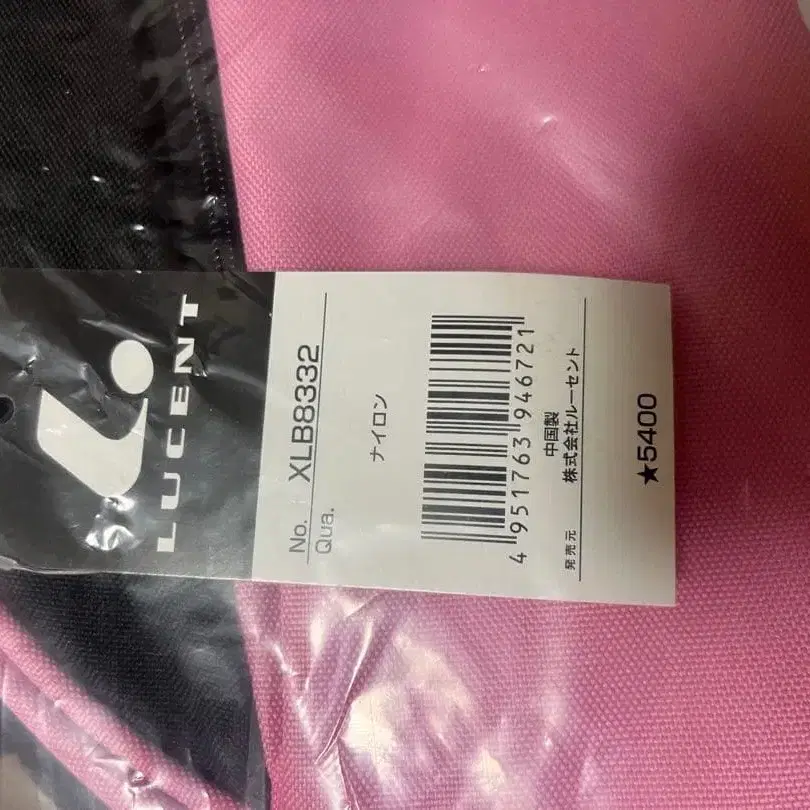 LUCENT
No. XLB8332
Qua.
ナイロン
4 951763 946721
中国製
発売元 株式会社ルーセント
★5400